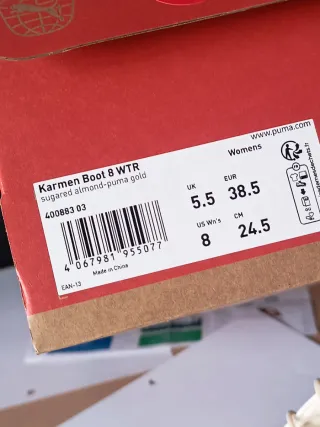 www.puma.com
Womens
Karmen Boot 8 WTR
sugared almond-puma gold
400883 03
UK EUR
5.5 38.5
US Wn's CM
8 24.5
4 067981 955077
Made in China
EAN-13